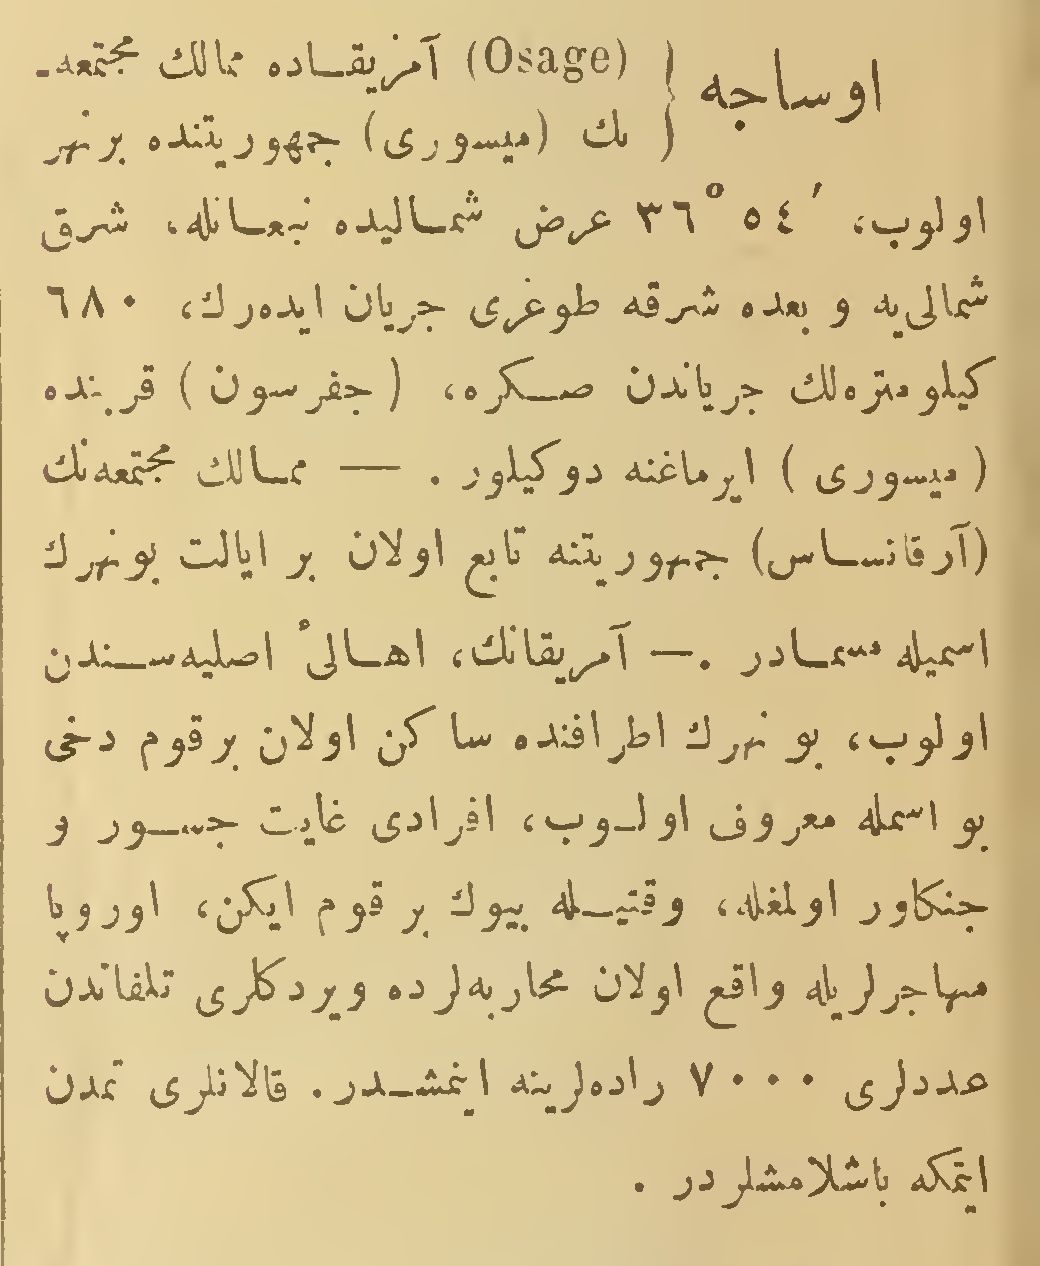 اوساجه { (Osage) آمریقاده ممالك مجتمعه-
نك (میسوری) جمهوریتنده بر نهر
اولوب، ٣٦° ٥٤′ عرض شمالیده نبعانله، شرق
شمالی‌یه و بعده شرقه طوغری جریان ایده‌رك، ٦٨٠
کیلومتره‌لك جریاندن صکره، (جفرسون) قربنده
(میسوری) ایرماغنه دوکیلور. — ممالك مجتمعه‌نك
(آرقانساس) جمهوریتنه تابع اولان بر ایالت بو نهرك
اسمیله مسمادر. — آمریقانك، اهالیٔ اصلیه‌سندن
اولوب، بو نهرك اطرافنده ساکن اولان بر قوم دخی
بو اسمله معروف اولوب، افرادی غایت جسور و
جنکاور اولمغله، وقتیله بیوك بر قوم ایکن، اوروپا
مهاجرلریله واقع اولان محاربه‌لرده ویردکلری تلفاتدن
عددلری ٧٠٠٠ راده‌لرینه اینمشدر. قالانلری تمدن
ایتمکه باشلامشلردر.